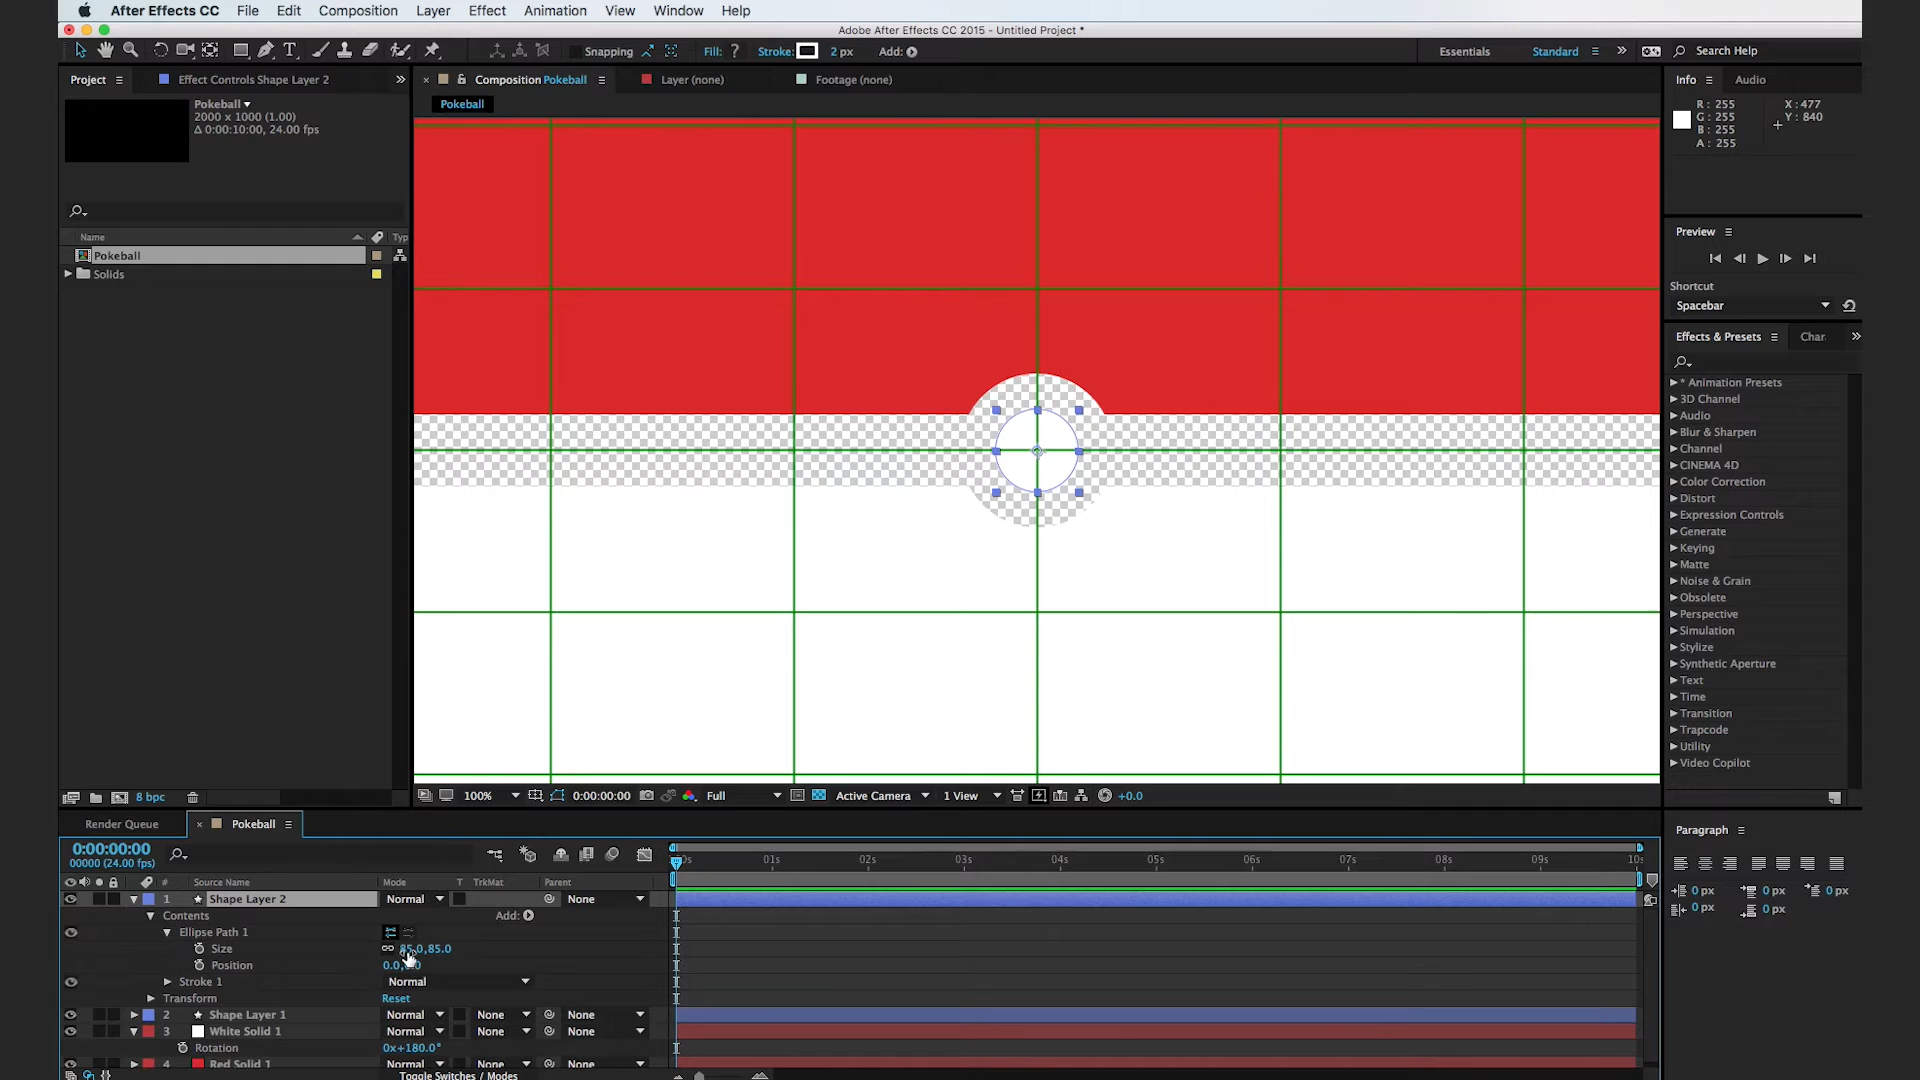 After Effects CC File Edit Composition Layer Effect Animation View Window Help
Adobe After Effects CC 2015 - Untitled Project *
Snapping Fill: ? Stroke: 2 px Add: Essentials Standard Search Help
Project Effect Controls Shape Layer 2 Composition Pokeball Layer (none) Footage (none) Info Audio
Pokeball
2000 x 1000 (1.00)
Δ 0:00:10:00, 24.00 fps
Pokeball
R : 255 X : 477
G : 255 Y : 840
B : 255
A : 255
Name Typ
Pokeball
Solids
Preview
Shortcut
Spacebar
Effects & Presets Char
* Animation Presets
3D Channel
Audio
Blur & Sharpen
Channel
CINEMA 4D
Color Correction
Distort
Expression Controls
Generate
Keying
Matte
Noise & Grain
Obsolete
Perspective
Simulation
Stylize
Synthetic Aperture
Text
Time
Transition
Trapcode
Utility
Video Copilot
8 bpc 100% 0:00:00:00 Full Active Camera 1 View +0.0
Render Queue Pokeball
0:00:00:00
00000 (24.00 fps)
01s 02s 03s 04s 05s 06s 07s 08s 09s 10s
# Source Name Mode T TrkMat Parent
1 Shape Layer 2 Normal None
Contents Add:
Ellipse Path 1
Size 85.0,85.0
Position
Stroke 1 Normal
Transform Reset
2 Shape Layer 1 Normal None None
3 White Solid 1 Normal None None
Rotation 0x+180.0°
4 Red Solid 1 Normal None None
Toggle Switches / Modes
Paragraph
0 px 0 px 0 px
0 px 0 px